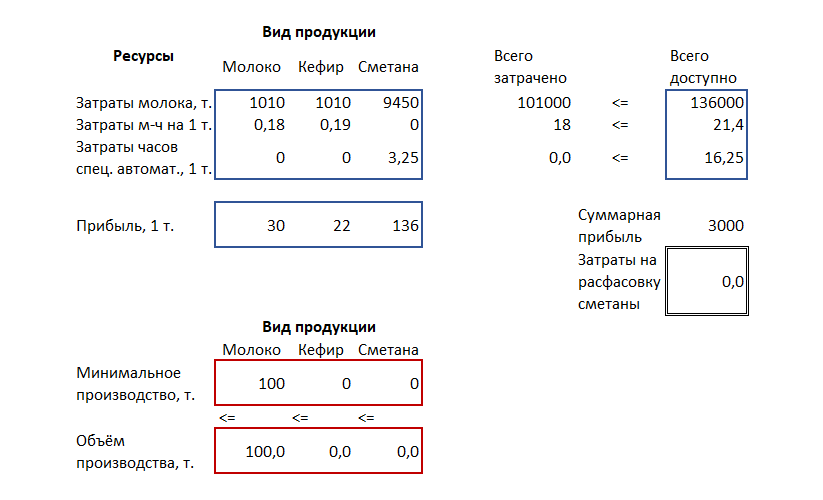 Вид продукции
Ресурсы
Молоко Кефир Сметана
Всего затрачено
Всего доступно
Затраты молока, т. 1010 1010 9450 101000 <= 136000
Затраты м-ч на 1 т. 0,18 0,19 0 18 <= 21,4
Затраты часов
спец. автомат., 1 т. 0 0 3,25 0,0 <= 16,25
Прибыль, 1 т. 30 22 136
Суммарная
прибыль 3000
Затраты на
расфасовку 0,0
сметаны
Вид продукции
Молоко Кефир Сметана
Минимальное
производство, т. 100 0 0
<= <= <=
Объём
производства, т. 100,0 0,0 0,0